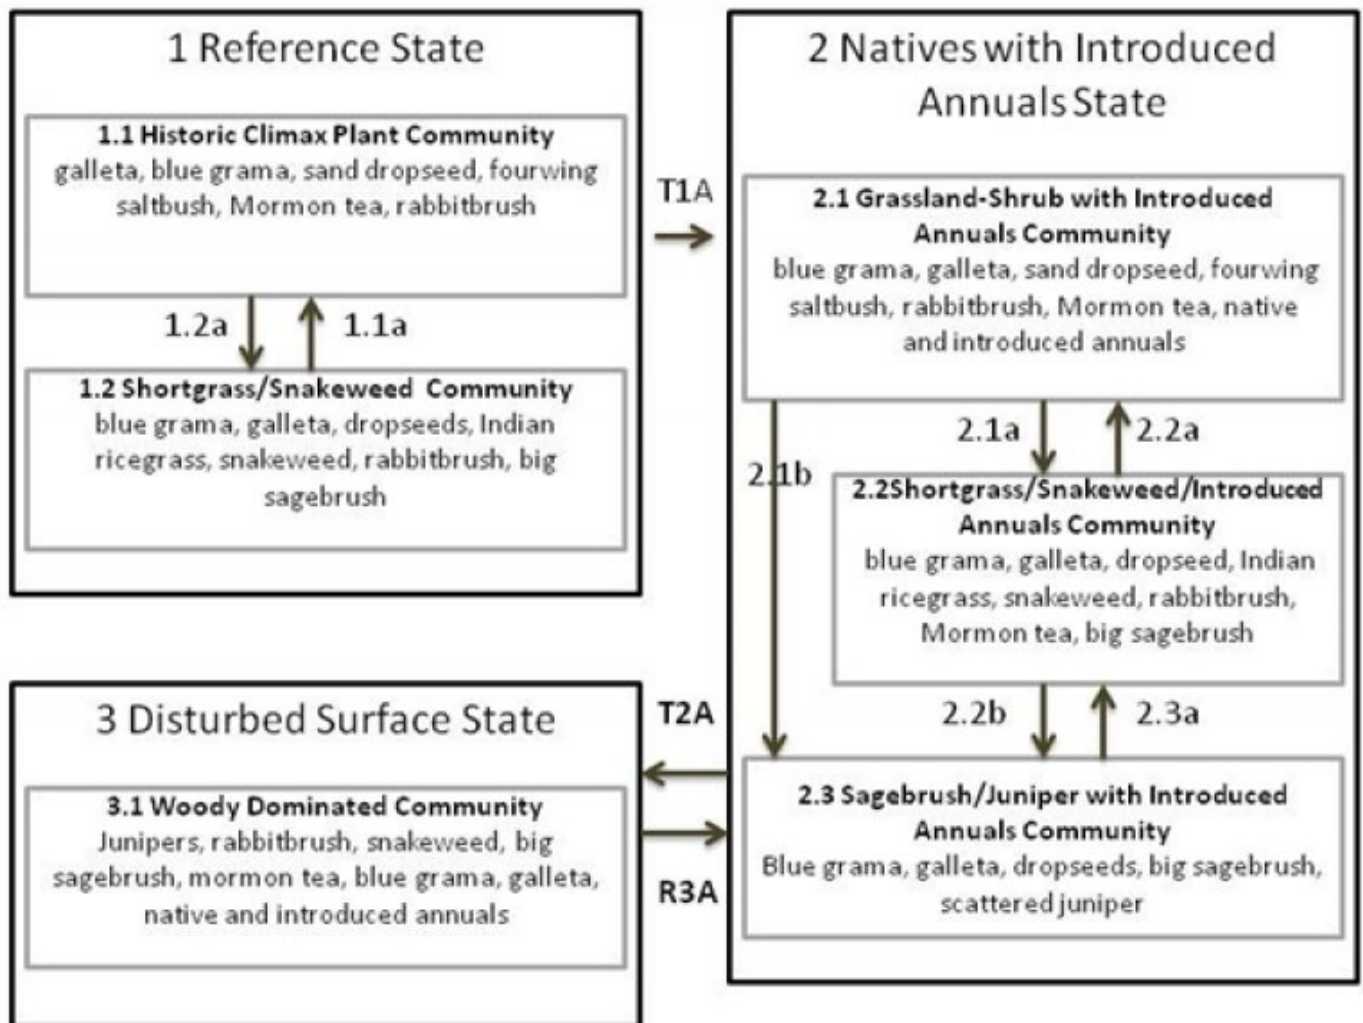 1 Reference State
1.1 Historic Climax Plant Community
galleta, blue grama, sand dropseed, fourwing
saltbush, Mormon tea, rabbitbrush
1.2a
1.1a
1.2 Shortgrass/Snakeweed Community
blue grama, galleta, dropseeds, Indian
ricegrass, snakeweed, rabbitbrush, big
sagebrush
T1A
2 Natives with Introduced
Annuals State
2.1 Grassland-Shrub with Introduced
Annuals Community
blue grama, galleta, sand dropseed, fourwing
saltbush, rabbitbrush, Mormon tea, native
and introduced annuals
2.1a
2.2a
2.1b
2.2Shortgrass/Snakeweed/Introduced
Annuals Community
blue grama, galleta, dropseed, Indian
ricegrass, snakeweed, rabbitbrush,
Mormon tea, big sagebrush
2.2b
2.3a
2.3 Sagebrush/Juniper with Introduced
Annuals Community
Blue grama, galleta, dropseeds, big sagebrush,
scattered juniper
T2A
R3A
3 Disturbed Surface State
3.1 Woody Dominated Community
Junipers, rabbitbrush, snakeweed, big
sagebrush, mormon tea, blue grama, galleta,
native and introduced annuals